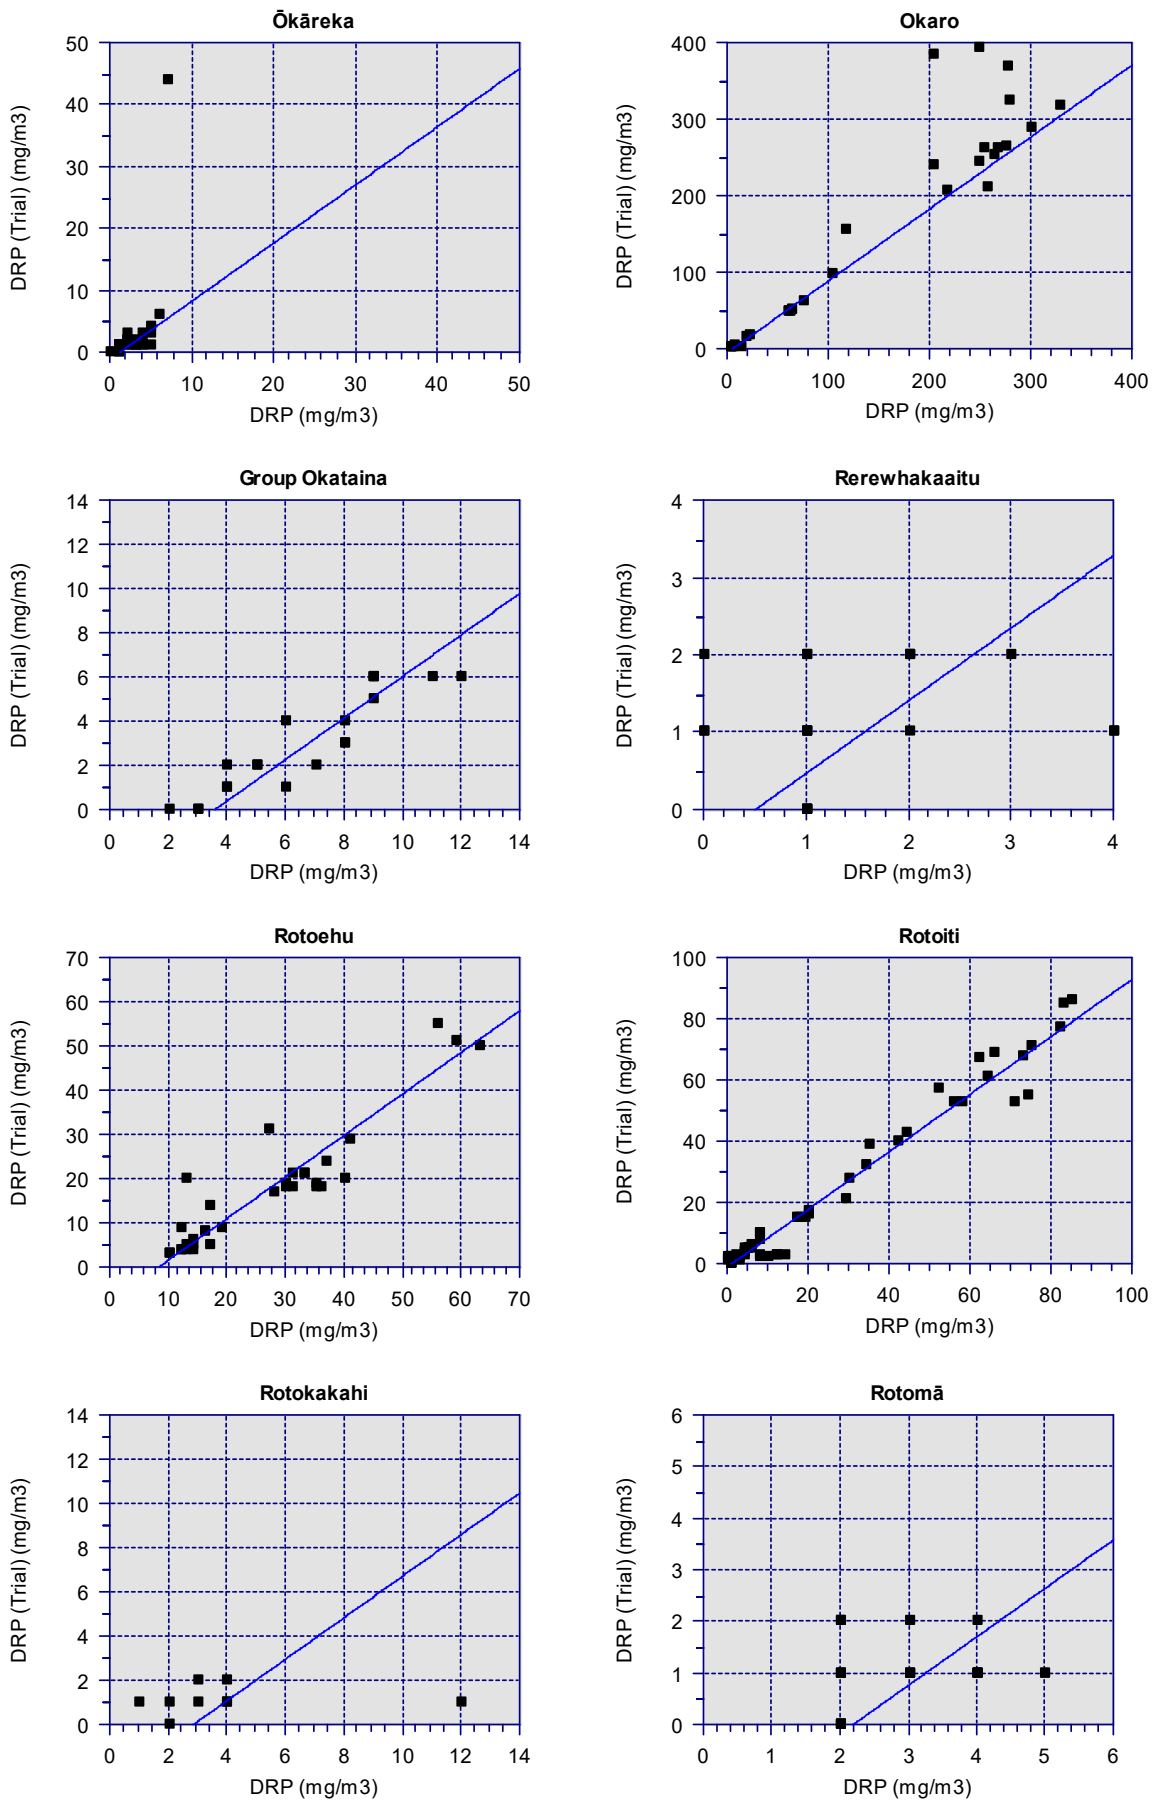 Ōkāreka
50
40
30
20
10
0
DRP (Trial) (mg/m3)
0 10 20 30 40 50
DRP (mg/m3)
Okaro
400
300
200
100
0
DRP (Trial) (mg/m3)
0 100 200 300 400
DRP (mg/m3)
Group Okataina
14
12
10
8
6
4
2
0
DRP (Trial) (mg/m3)
0 2 4 6 8 10 12 14
DRP (mg/m3)
Rerewhakaaitu
4
3
2
1
0
DRP (Trial) (mg/m3)
0 1 2 3 4
DRP (mg/m3)
Rotoehu
70
60
50
40
30
20
10
0
DRP (Trial) (mg/m3)
0 10 20 30 40 50 60 70
DRP (mg/m3)
Rotoiti
100
80
60
40
20
0
DRP (Trial) (mg/m3)
0 20 40 60 80 100
DRP (mg/m3)
Rotokakahi
14
12
10
8
6
4
2
0
DRP (Trial) (mg/m3)
0 2 4 6 8 10 12 14
DRP (mg/m3)
Rotomā
6
5
4
3
2
1
0
DRP (Trial) (mg/m3)
0 1 2 3 4 5 6
DRP (mg/m3)